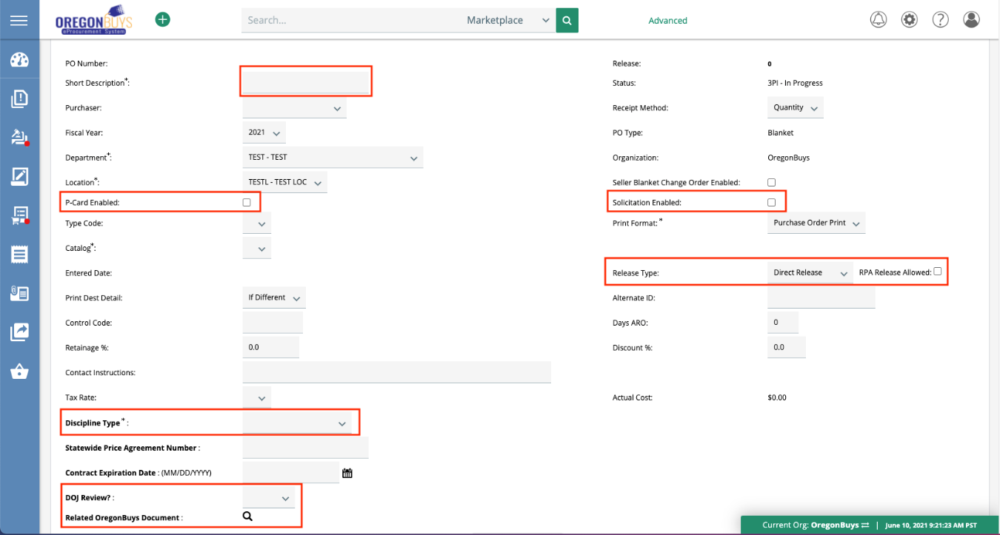 OREGONBUYS
eProcurement System
Search...
Marketplace
Advanced
PO Number:
Release: 0
Short Description*:
Status: 3PI - In Progress
Purchaser:
Receipt Method: Quantity
Fiscal Year: 2021
PO Type: Blanket
Department*: TEST - TEST
Organization: OregonBuys
Location*: TESTL - TEST LOC
Seller Blanket Change Order Enabled:
P-Card Enabled:
Solicitation Enabled:
Type Code:
Print Format:* Purchase Order Print
Catalog*:
Entered Date:
Release Type: Direct Release RPA Release Allowed:
Print Dest Detail: If Different
Alternate ID:
Control Code:
Days ARO: 0
Retainage %: 0.0
Discount %: 0.0
Contact Instructions:
Tax Rate:
Actual Cost: $0.00
Discipline Type* :
Statewide Price Agreement Number :
Contract Expiration Date : (MM/DD/YYYY)
DOJ Review? :
Related OregonBuys Document :
Current Org: OregonBuys | June 10, 2021 9:21:23 AM PST